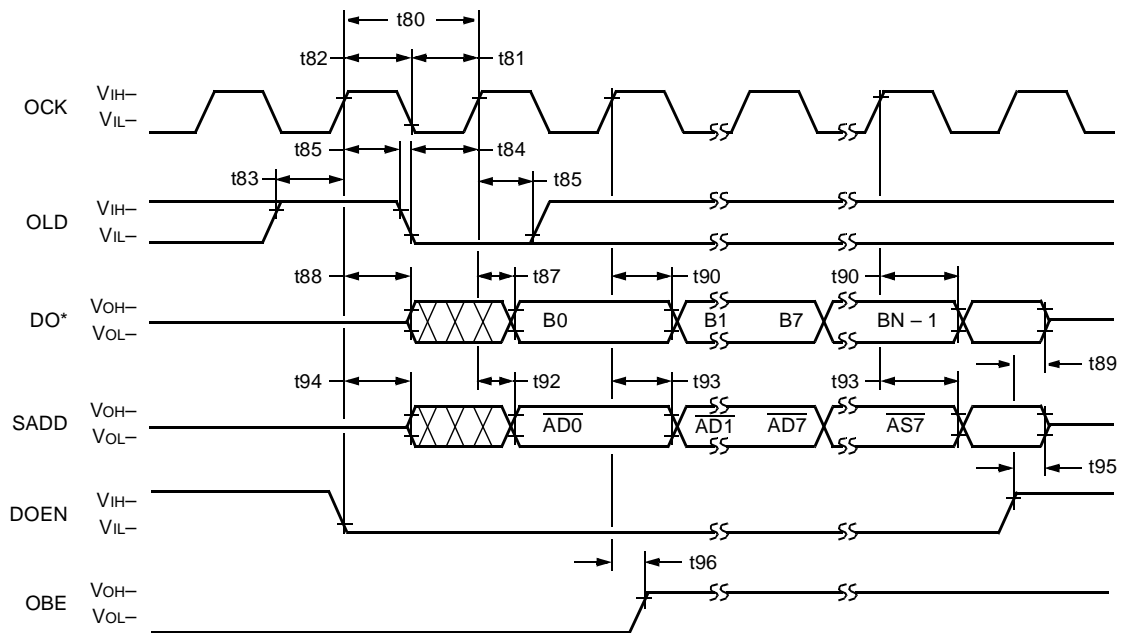 t80
t82 t81
OCK VIH– VIL–
t85 t84
t83 t85
OLD VIH– VIL–
t88 t87 t90 t90
DO* VOH– VOL– B0 B1 B7 BN – 1
t89
t94 t92 t93 t93
SADD VOH– VOL– AD0 AD1 AD7 AS7
t95
DOEN VIH– VIL–
t96
OBE VOH– VOL–